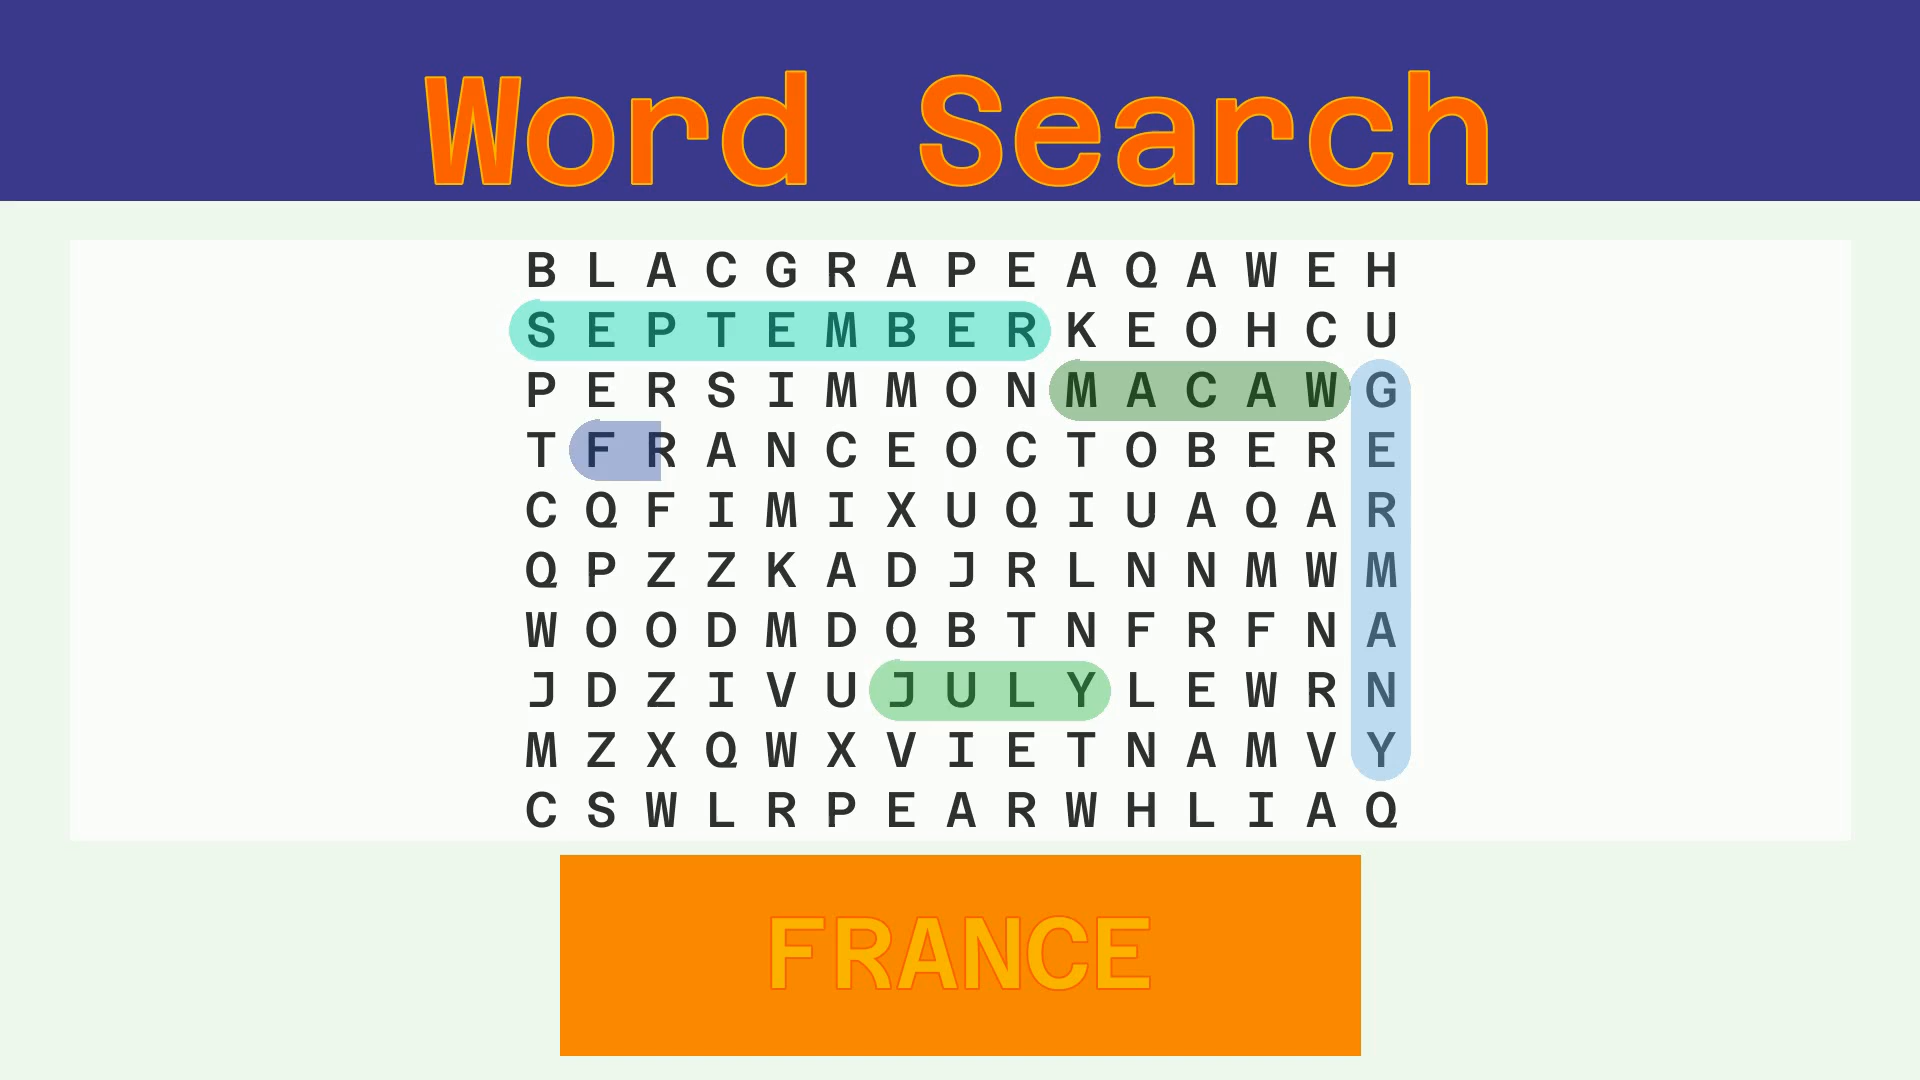 Word Search
B L A C G R A P E A Q A W E H
S E P T E M B E R K E O H C U
P E R S I M M O N M A C A W G
T F R A N C E O C T O B E R E
C Q F I M I X U Q I U A Q A R
Q P Z Z K A D J R L N N M W M
W O O D M D Q B T N F R F N A
J D Z I V U J U L Y L E W R N
M Z X Q W X V I E T N A M V Y
C S W L R P E A R W H L I A Q
FRANCE